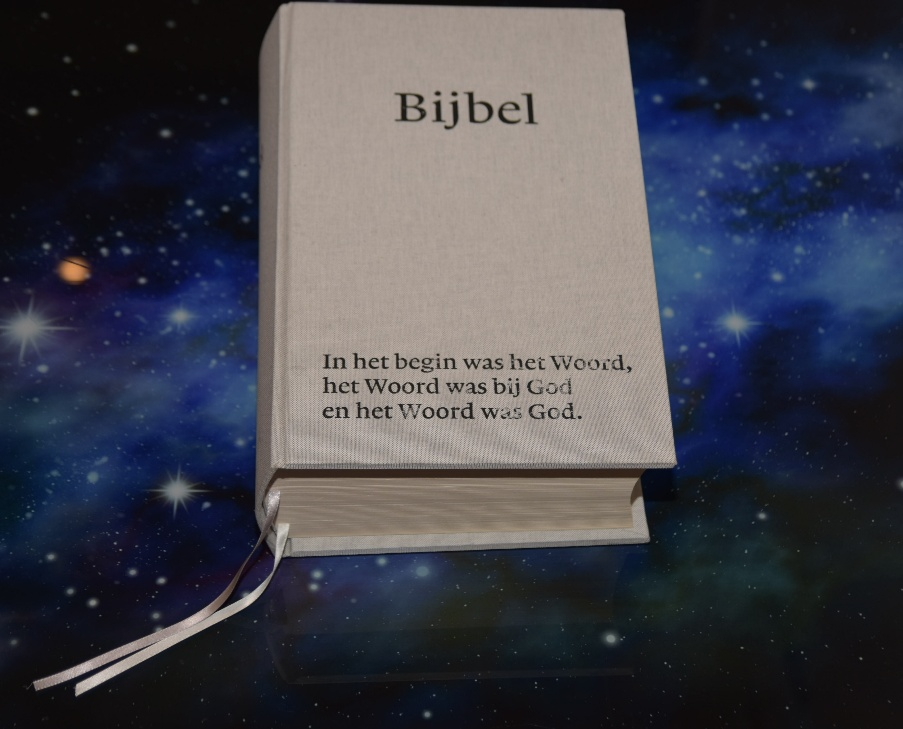 Bijbel
In het begin was het Woord,
het Woord was bij God
en het Woord was God.